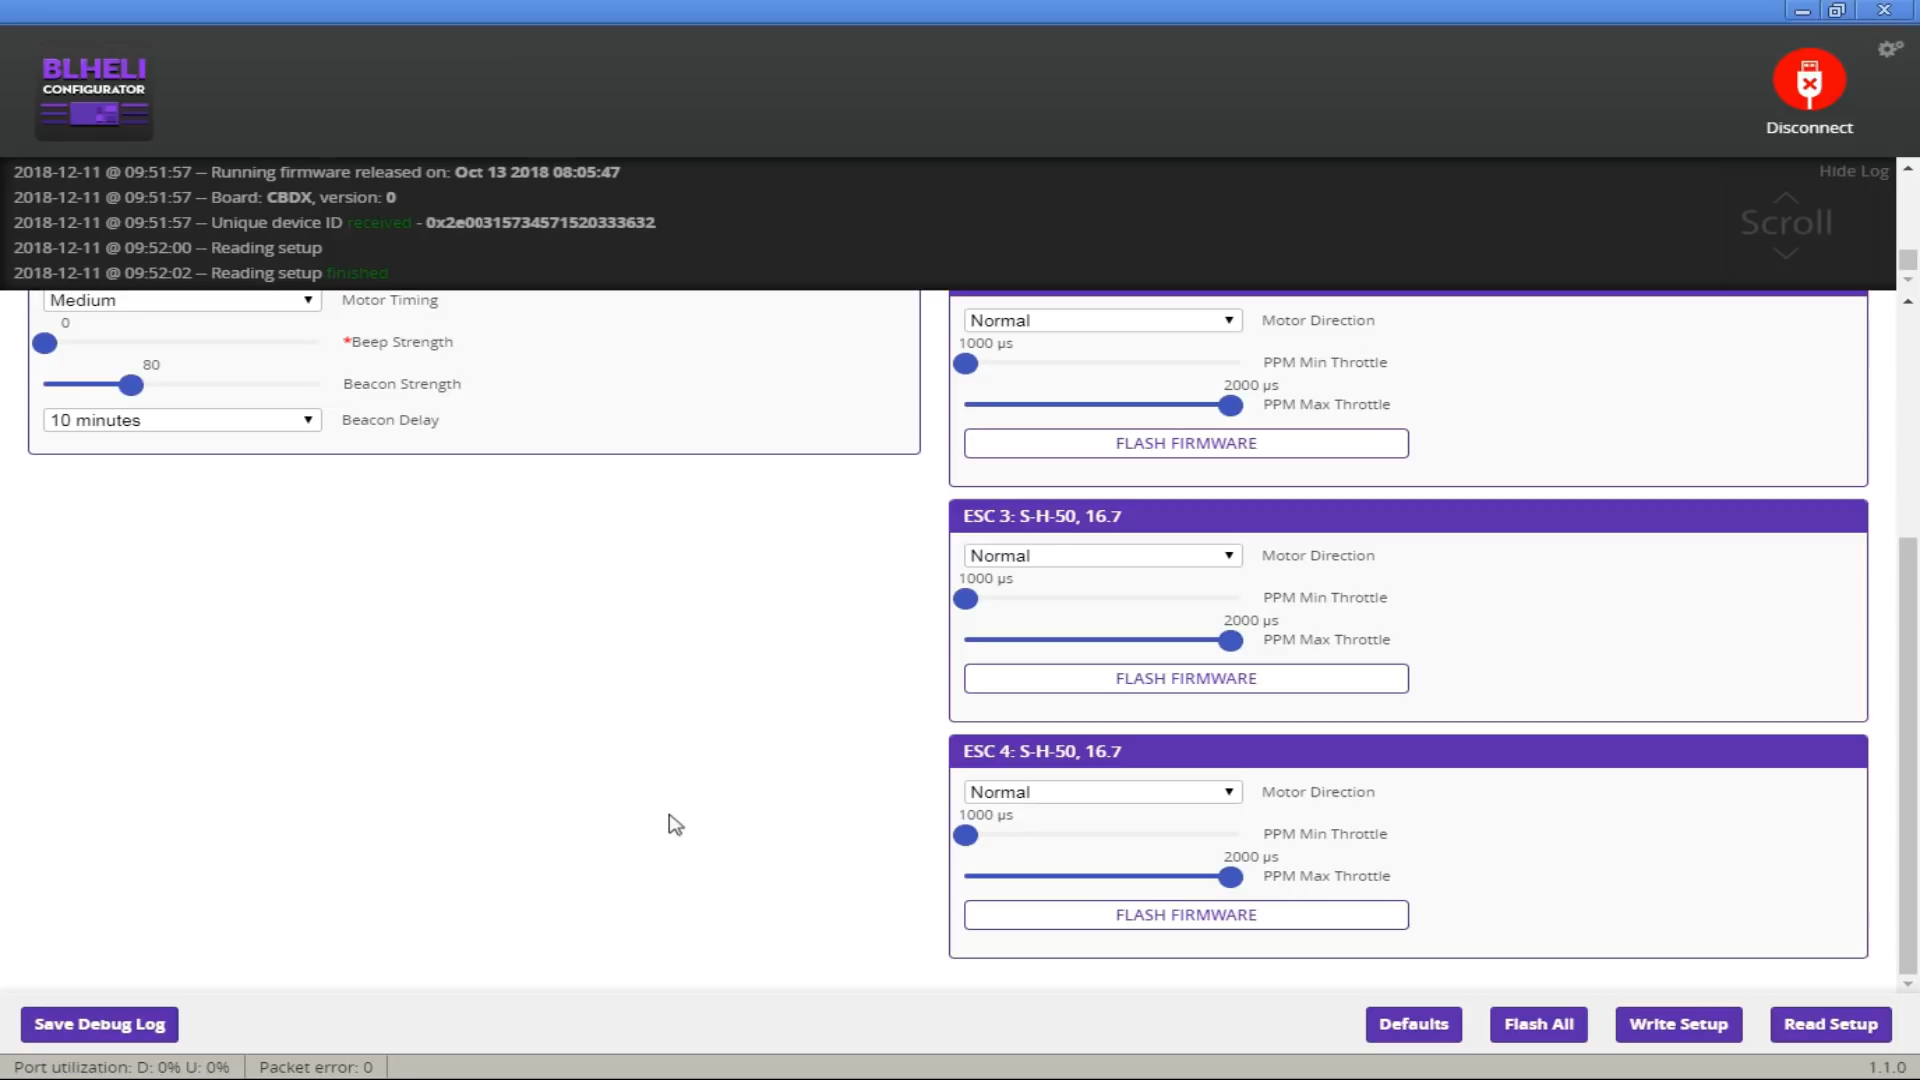 BLHELI
CONFIGURATOR
Disconnect
2018-12-11 @ 09:51:57 -- Running firmware released on: Oct 13 2018 08:05:47
2018-12-11 @ 09:51:57 -- Board: CBDX, version: 0
2018-12-11 @ 09:51:57 -- Unique device ID received - 0x2e00315734571520333632
2018-12-11 @ 09:52:00 -- Reading setup
2018-12-11 @ 09:52:02 -- Reading setup finished
Hide Log
Scroll
Medium Motor Timing
0
*Beep Strength
80
Beacon Strength
10 minutes Beacon Delay
Normal Motor Direction
1000 µs
PPM Min Throttle
2000 µs
PPM Max Throttle
FLASH FIRMWARE
ESC 3: S-H-50, 16.7
Normal Motor Direction
1000 µs
PPM Min Throttle
2000 µs
PPM Max Throttle
FLASH FIRMWARE
ESC 4: S-H-50, 16.7
Normal Motor Direction
1000 µs
PPM Min Throttle
2000 µs
PPM Max Throttle
FLASH FIRMWARE
Save Debug Log Defaults Flash All Write Setup Read Setup
Port utilization: D: 0% U: 0% Packet error: 0 1.1.0